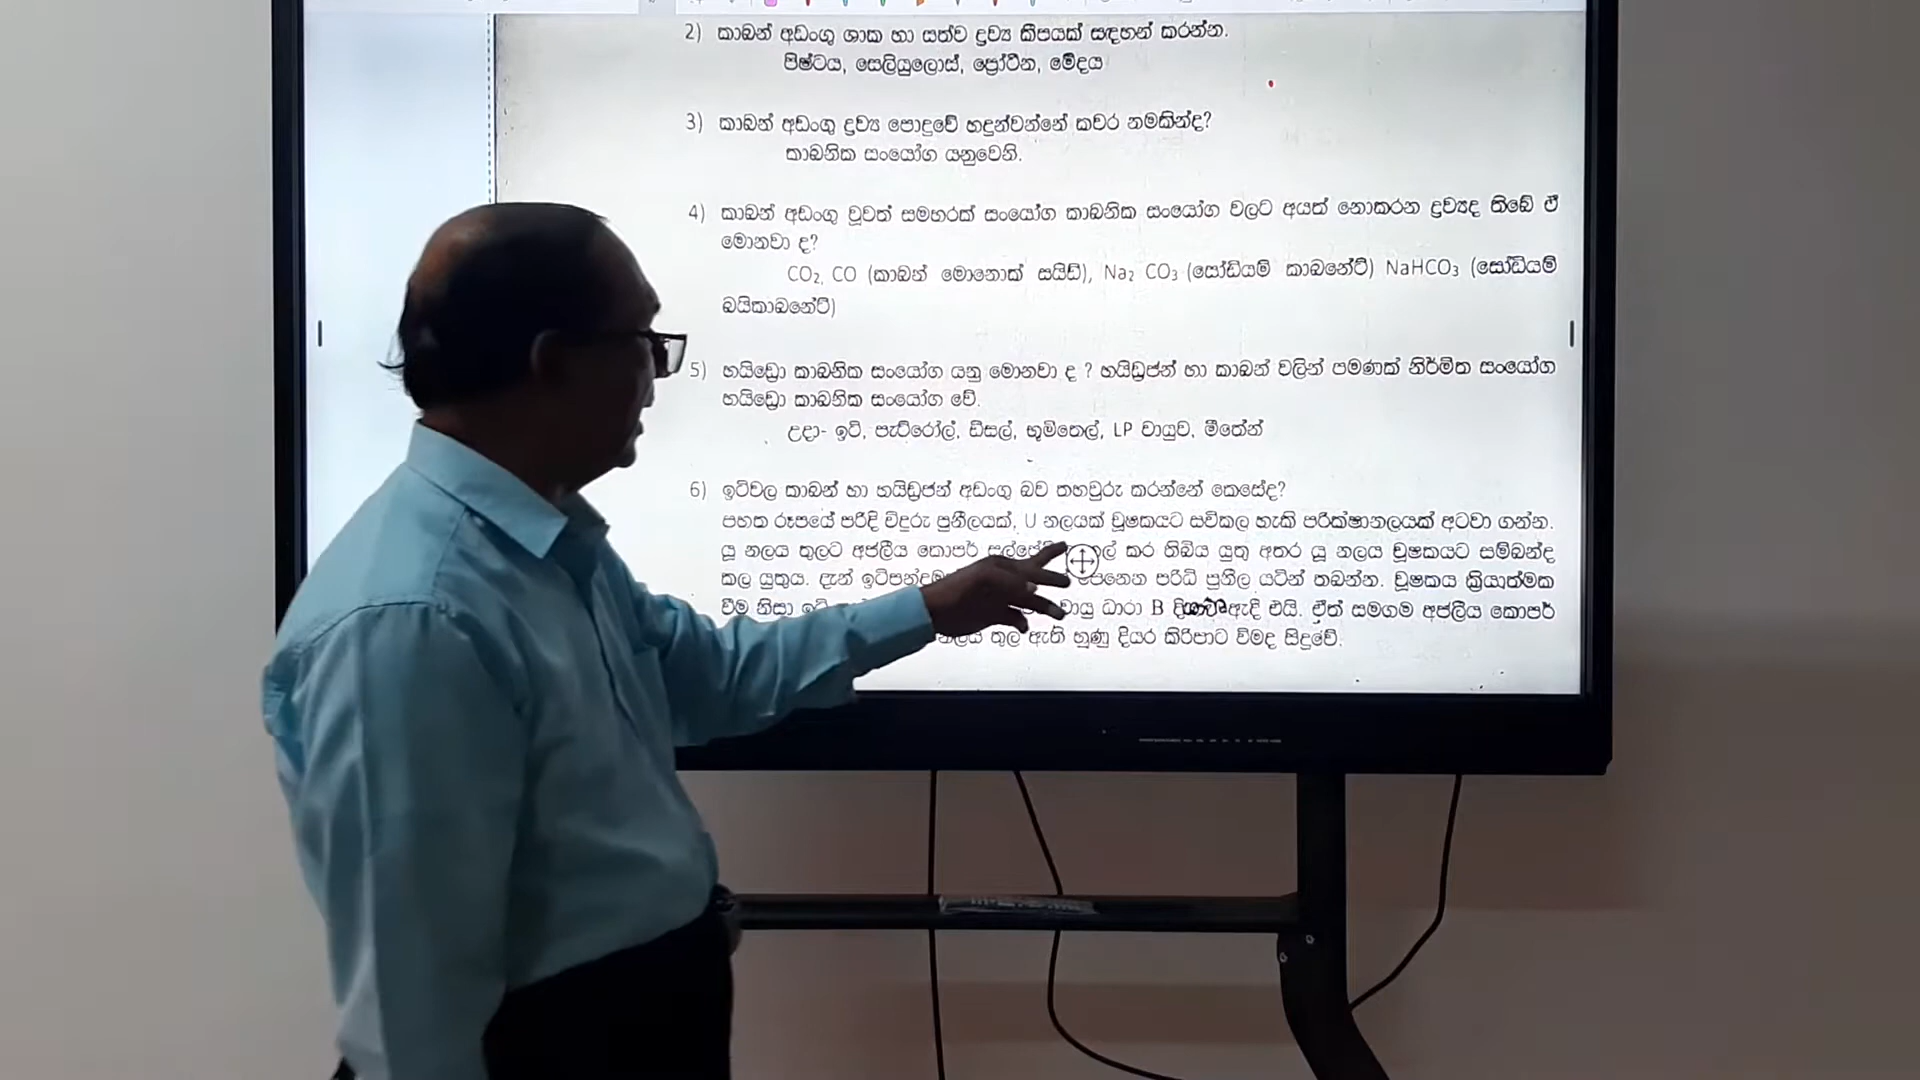 2) කාබන් අඩංගු ශාක හා සත්ව ද්‍රව්‍ය කීපයක් සඳහන් කරන්න.
පිෂ්ටය, සෙලියුලොස්, ප්‍රෝටීන, මේදය
3) කාබන් අඩංගු ද්‍රව්‍ය පොදුවේ හඳුන්වන්නේ කවර නමකින්ද?
කාබනික සංයෝග යනුවෙනි.
4) කාබන් අඩංගු වූවත් සමහරක් සංයෝග කාබනික සංයෝග වලට අයත් නොකරන ද්‍රව්‍යද තිබේ ඒ
මොනවා ද?
CO₂, CO (කාබන් මොනොක් සයිඩ්), Na₂ CO₃ (සෝඩියම් කාබනේට්) NaHCO₃ (සෝඩියම්
බයිකාබනේට්)
5) හයිඩ්‍රො කාබනික සංයෝග යනු මොනවා ද ? හයිඩ්‍රජන් හා කාබන් වලින් පමණක් නිර්මිත සංයෝග
හයිඩ්‍රො කාබනික සංයෝග වේ.
උදා- ඉටි, පැට්රෝල්, ඩීසල්, භූමිතෙල්, LP වායුව, මීතේන්
6) ඉටිවල කාබන් හා හයිඩ්‍රජන් අඩංගු බව තහවුරු කරන්නේ කෙසේද?
පහත රූපයේ පරිදි විදුරු පුනීලයක්, U නලයක් චූෂකයට සවිකල හැකි පරික්ෂානලයක් අටවා ගන්න.
යූ නලය තුලට අජලීය කොපර් කර තිබිය යුතු අතර යූ නලය චූෂකයට සම්බන්ද
කල යුතුය. දැන් පෙනෙන පරිධි පුනීල යටින් තබන්න. චූෂකය ක්‍රියාත්මක
වීම නිසා වායු ධාරා B ඇදී එයි. ඒත් සමගම අජලීය කොපර්
තුල ඇති හුණු දියර කිරිපාට වීමද සිදුවේ.